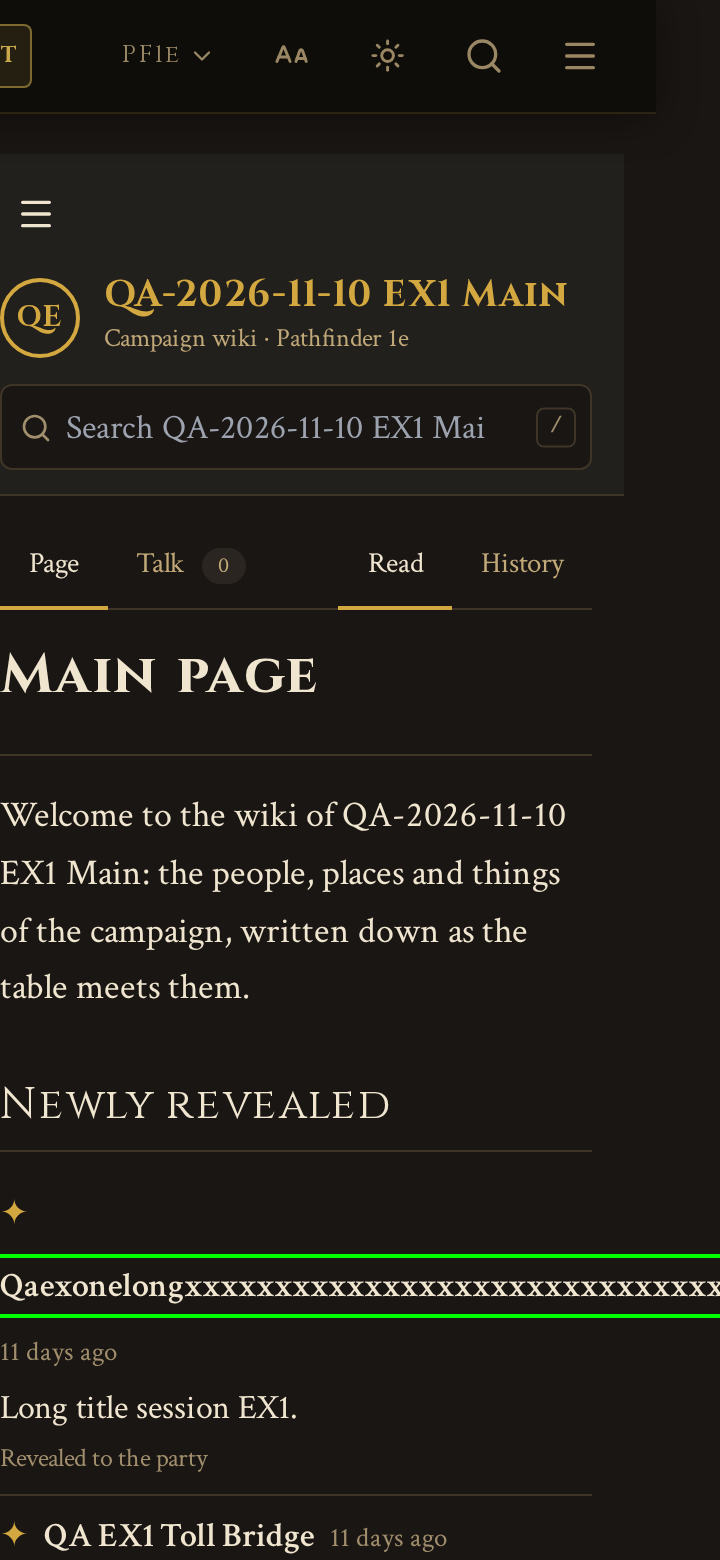 T PF1E AA
QE QA-2026-11-10 EX1 MAIN
Campaign wiki · Pathfinder 1e
Search QA-2026-11-10 EX1 Mai /
Page Talk 0 Read History
MAIN PAGE
Welcome to the wiki of QA-2026-11-10
EX1 Main: the people, places and things
of the campaign, written down as the
table meets them.
NEWLY REVEALED
Qaexonelongxxxxxxxxxxxxxxxxxxxxxxxxxxxxxxx
11 days ago
Long title session EX1.
Revealed to the party
QA EX1 Toll Bridge 11 days ago